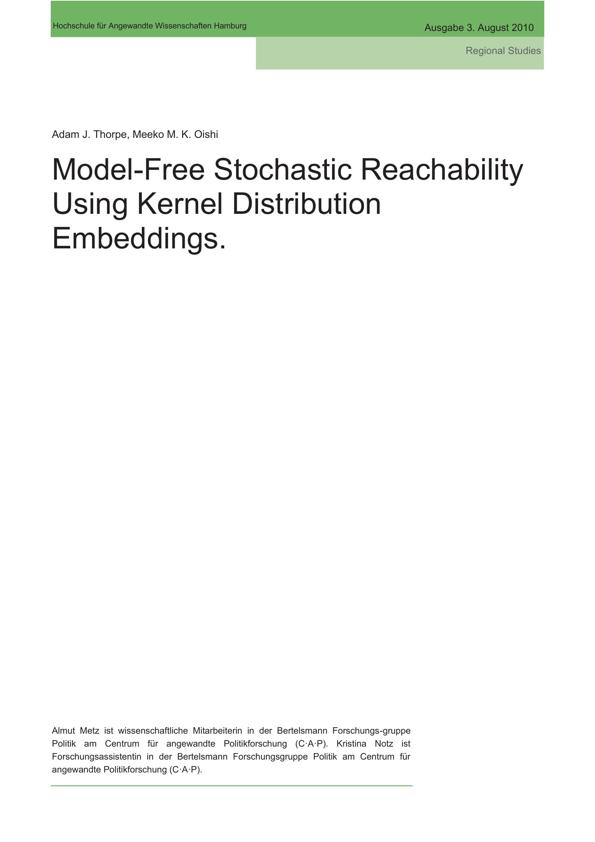 Hochschule für Angewandte Wissenschaften Hamburg
Ausgabe 3. August 2010
Regional Studies
Adam J. Thorpe, Meeko M. K. Oishi
Model-Free Stochastic Reachability
Using Kernel Distribution
Embeddings.
Almut Metz ist wissenschaftliche Mitarbeiterin in der Bertelsmann Forschungs-gruppe
Politik am Centrum für angewandte Politikforschung (C·A·P). Kristina Notz ist
Forschungsassistentin in der Bertelsmann Forschungsgruppe Politik am Centrum für
angewandte Politikforschung (C·A·P).